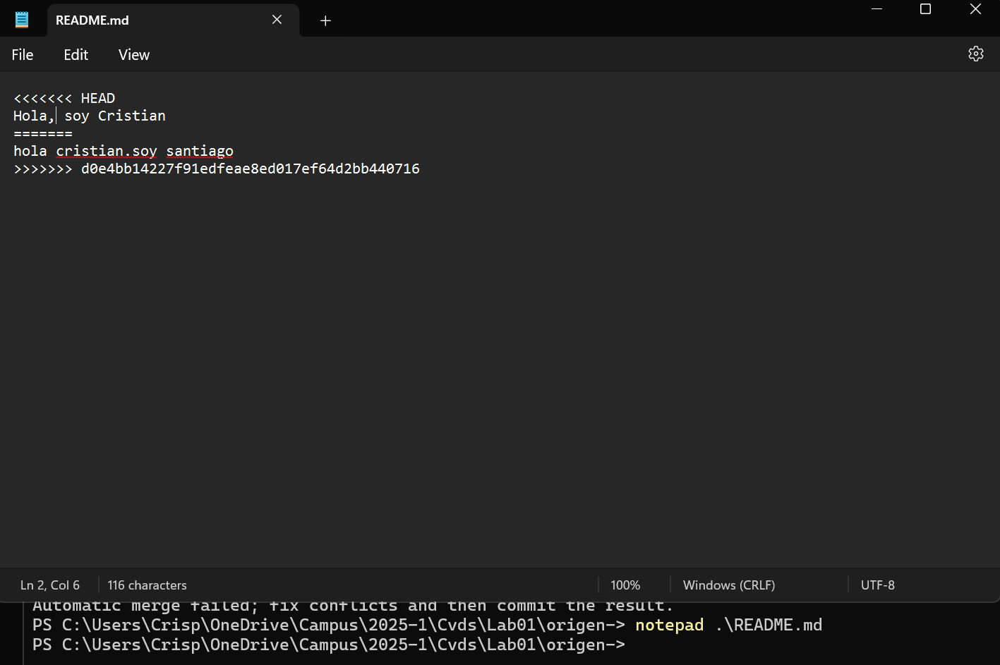 README.md
File Edit View
<<<<<<< HEAD
Hola, soy Cristian
=======
hola cristian.soy santiago
>>>>>>> d0e4bb14227f91edfeae8ed017ef64d2bb440716
Ln 2, Col 6 116 characters 100% Windows (CRLF) UTF-8
Automatic merge failed; fix conflicts and then commit the result.
PS C:\Users\Crisp\OneDrive\Campus\2025-1\Cvds\Lab01\origen-> notepad .\README.md
PS C:\Users\Crisp\OneDrive\Campus\2025-1\Cvds\Lab01\origen->